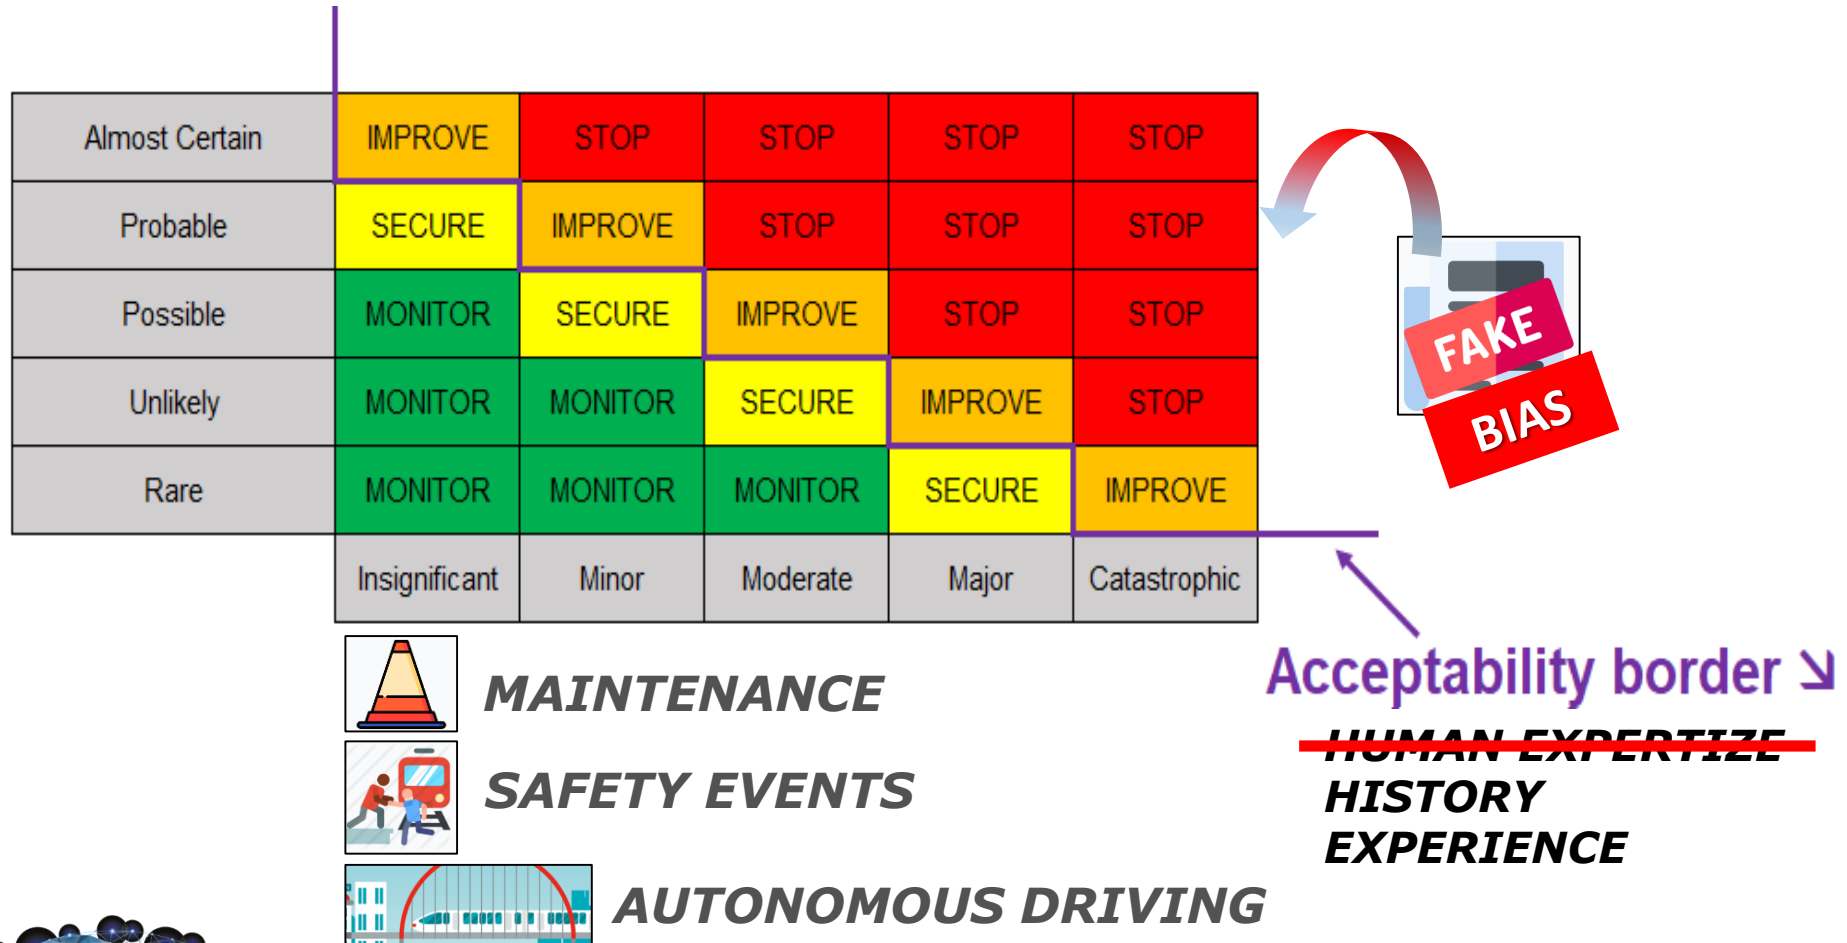 Almost Certain IMPROVE STOP STOP STOP STOP
Probable SECURE IMPROVE STOP STOP STOP
Possible MONITOR SECURE IMPROVE STOP STOP
Unlikely MONITOR MONITOR SECURE IMPROVE STOP
Rare MONITOR MONITOR MONITOR SECURE IMPROVE
Insignificant Minor Moderate Major Catastrophic
FAKE
BIAS
Acceptability border ↘
HUMAN EXPERTIZE
HISTORY
EXPERIENCE
MAINTENANCE
SAFETY EVENTS
AUTONOMOUS DRIVING